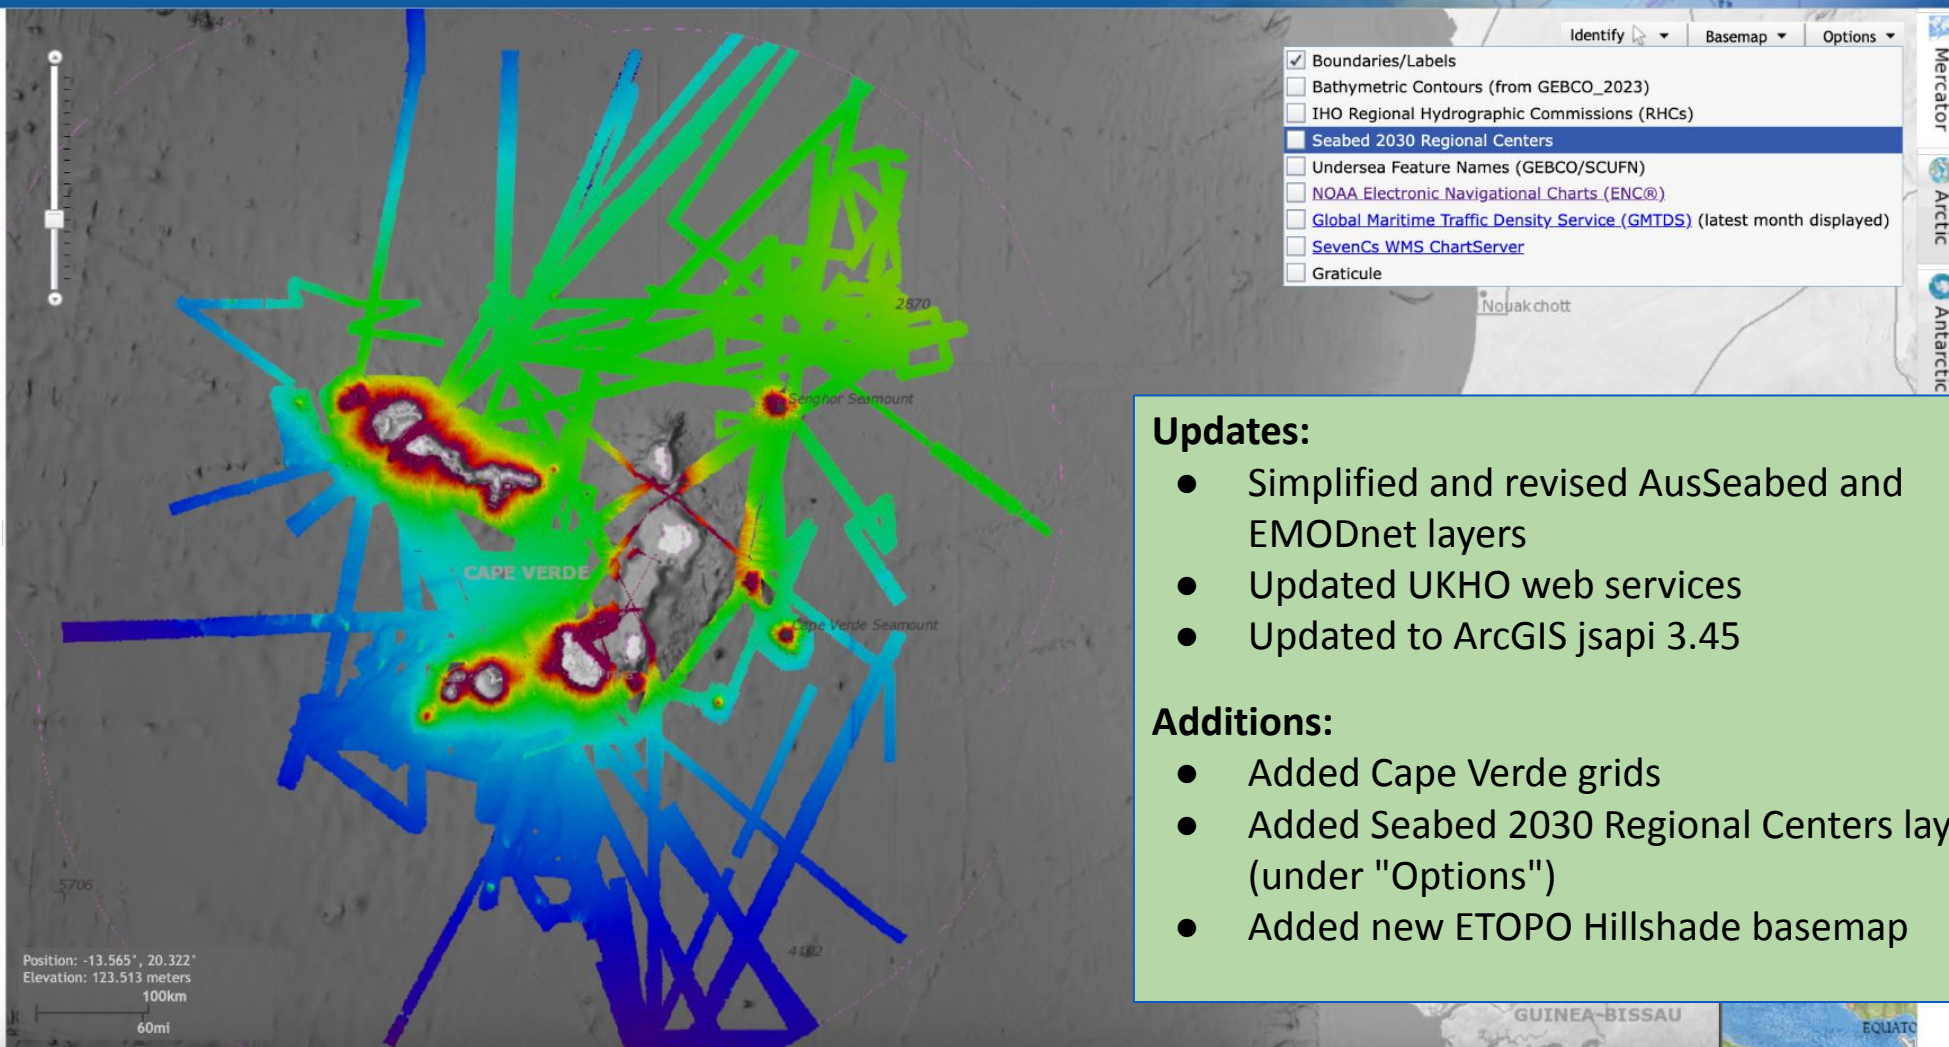 Identify
Basemap
Options
Boundaries/Labels
Bathymetric Contours (from GEBCO_2023)
IHO Regional Hydrographic Commissions (RHCs)
Seabed 2030 Regional Centers
Undersea Feature Names (GEBCO/SCUFN)
NOAA Electronic Navigational Charts (ENC®)
Global Maritime Traffic Density Service (GMTDS) (latest month displayed)
SevenCs WMS ChartServer
Graticule
Mercator
Arctic
Antarctic
Nouakchott
2870
Senghor Seamount
CAPE VERDE
Cape Verde Seamount
5706
4192
Position: -13.565°, 20.322°
Elevation: 123.513 meters
100km
60mi
Updates:
● Simplified and revised AusSeabed and
EMODnet layers
● Updated UKHO web services
● Updated to ArcGIS jsapi 3.45
Additions:
● Added Cape Verde grids
● Added Seabed 2030 Regional Centers lay
(under "Options")
● Added new ETOPO Hillshade basemap
GUINEA-BISSAU
EQUATO